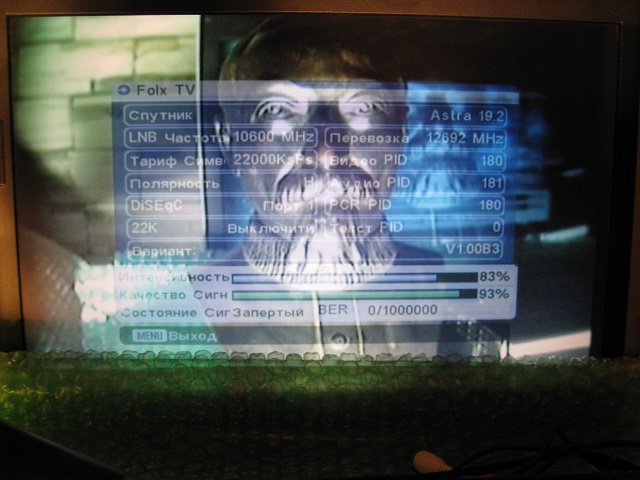 Folx TV
Спутник Astra 19.2
LNB Частота 10600 MHz Перевозка 12692 MHz
Тариф Симв 22000KsPs Видео PID 180
Полярность H Аудио PID 181
DiSEqC Порт 1 PCR PID 180
22K Выключити Текст PID 0
Вариант: V1.00B3
Интенсивность 83%
Качество Сигн 93%
Состояние Сиг Запертый BER 0/1000000
MENU Выход